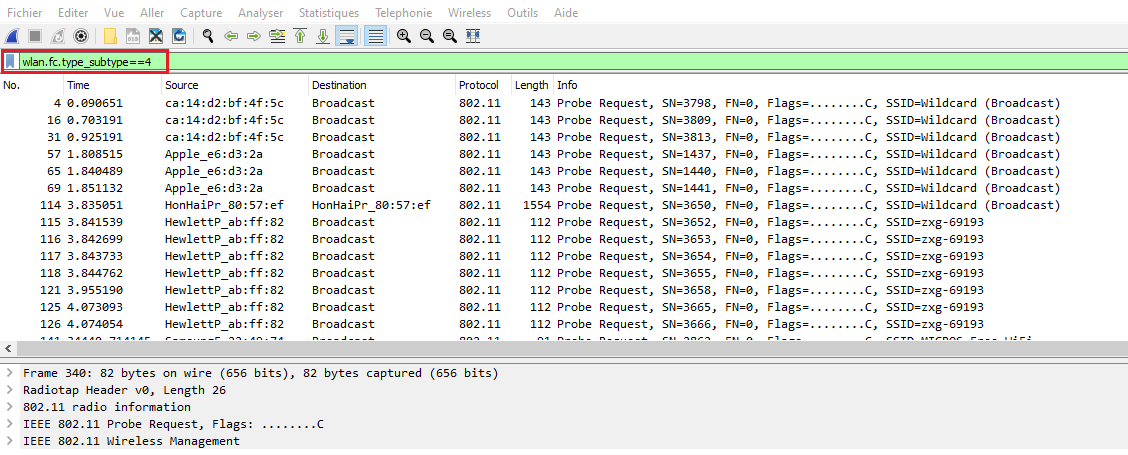 Fichier Editer Vue Aller Capture Analyser Statistiques Telephonie Wireless Outils Aide
wlan.fc.type_subtype==4
No. Time Source Destination Protocol Length Info
4 0.090651 ca:14:d2:bf:4f:5c Broadcast 802.11 143 Probe Request, SN=3798, FN=0, Flags=........C, SSID=Wildcard (Broadcast)
16 0.703191 ca:14:d2:bf:4f:5c Broadcast 802.11 143 Probe Request, SN=3809, FN=0, Flags=........C, SSID=Wildcard (Broadcast)
31 0.925191 ca:14:d2:bf:4f:5c Broadcast 802.11 143 Probe Request, SN=3813, FN=0, Flags=........C, SSID=Wildcard (Broadcast)
57 1.808515 Apple_e6:d3:2a Broadcast 802.11 143 Probe Request, SN=1437, FN=0, Flags=........C, SSID=Wildcard (Broadcast)
65 1.840489 Apple_e6:d3:2a Broadcast 802.11 143 Probe Request, SN=1440, FN=0, Flags=........C, SSID=Wildcard (Broadcast)
69 1.851132 Apple_e6:d3:2a Broadcast 802.11 143 Probe Request, SN=1441, FN=0, Flags=........C, SSID=Wildcard (Broadcast)
114 3.835051 HonHaiPr_80:57:ef HonHaiPr_80:57:ef 802.11 1554 Probe Request, SN=3650, FN=0, Flags=........C, SSID=Wildcard (Broadcast)
115 3.841539 HewlettP_ab:ff:82 Broadcast 802.11 112 Probe Request, SN=3652, FN=0, Flags=........C, SSID=zxg-69193
116 3.842699 HewlettP_ab:ff:82 Broadcast 802.11 112 Probe Request, SN=3653, FN=0, Flags=........C, SSID=zxg-69193
117 3.843733 HewlettP_ab:ff:82 Broadcast 802.11 112 Probe Request, SN=3654, FN=0, Flags=........C, SSID=zxg-69193
118 3.844762 HewlettP_ab:ff:82 Broadcast 802.11 112 Probe Request, SN=3655, FN=0, Flags=........C, SSID=zxg-69193
121 3.955190 HewlettP_ab:ff:82 Broadcast 802.11 112 Probe Request, SN=3658, FN=0, Flags=........C, SSID=zxg-69193
125 4.073093 HewlettP_ab:ff:82 Broadcast 802.11 112 Probe Request, SN=3665, FN=0, Flags=........C, SSID=zxg-69193
126 4.074054 HewlettP_ab:ff:82 Broadcast 802.11 112 Probe Request, SN=3666, FN=0, Flags=........C, SSID=zxg-69193
Frame 340: 82 bytes on wire (656 bits), 82 bytes captured (656 bits)
Radiotap Header v0, Length 26
802.11 radio information
IEEE 802.11 Probe Request, Flags: ........C
IEEE 802.11 Wireless Management